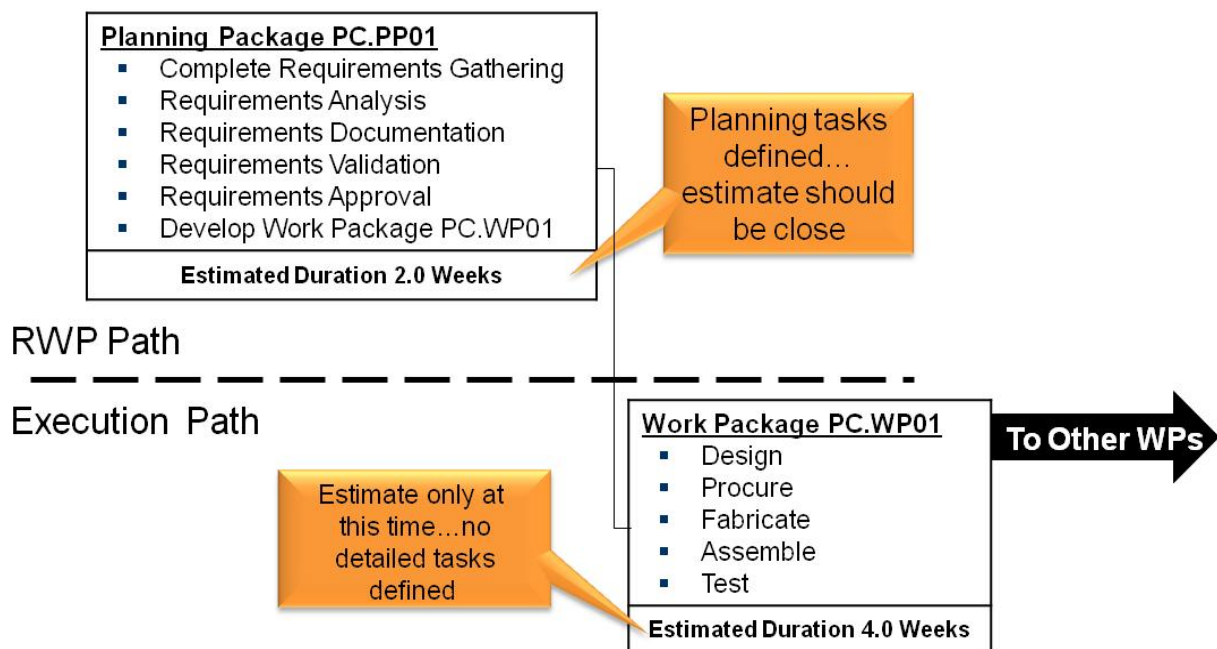 Planning Package PC.PP01
▪ Complete Requirements Gathering
▪ Requirements Analysis
▪ Requirements Documentation
▪ Requirements Validation
▪ Requirements Approval
▪ Develop Work Package PC.WP01
Estimated Duration 2.0 Weeks
Planning tasks
defined...
estimate should
be close
RWP Path
Execution Path
Work Package PC.WP01
▪ Design
▪ Procure
▪ Fabricate
▪ Assemble
▪ Test
Estimated Duration 4.0 Weeks
To Other WPs
Estimate only at
this time...no
detailed tasks
defined